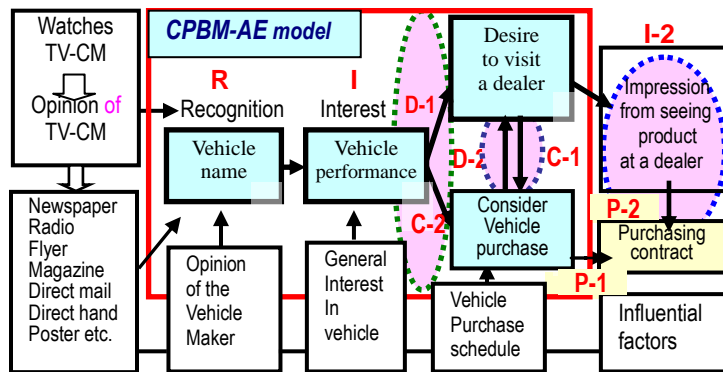 Watches
TV-CM
Opinion of
TV-CM
Newspaper
Radio
Flyer
Magazine
Direct mail
Direct hand
Poster etc.
CPBM-AE model
R
Recognition
Vehicle
name
Opinion
of the
Vehicle
Maker
I
Interest
Vehicle
performance
General
Interest
In
vehicle
D-1
C-2
Desire
to visit
a dealer
D-2
C-1
Consider
Vehicle
purchase
Vehicle
Purchase
schedule
I-2
Impression
from seeing
product
at a dealer
P-2
Purchasing
contract
P-1
Influential
factors